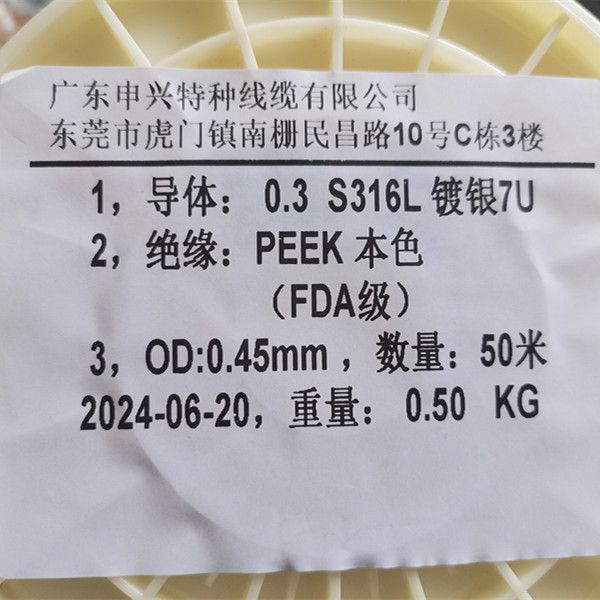 广东申兴特种线缆有限公司
东莞市虎门镇南栅民昌路10号C栋3楼
1，导体： 0.3 S316L 镀银7U
2，绝缘：PEEK 本色
（FDA级）
3，OD:0.45mm ，数量：50米
2024-06-20，重量： 0.50 KG